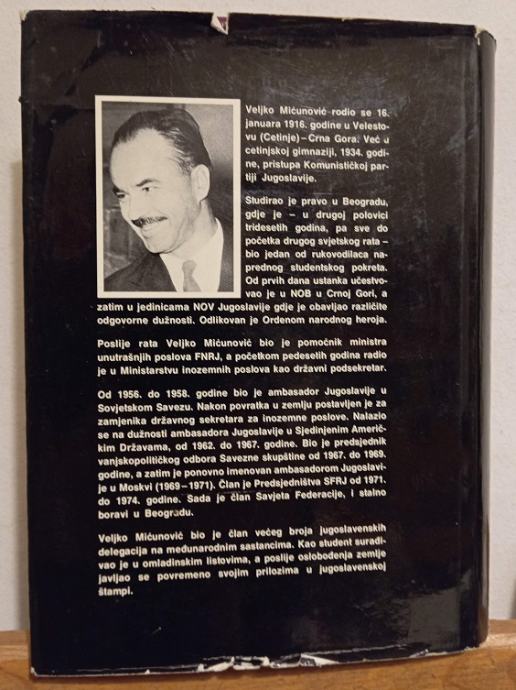 Veljko Mićunović rodio se 16.
januara 1916. godine u Velesto-
vu (Cetinje) – Crna Gora. Već u
cetinjskoj gimnaziji, 1934. godi-
ne, pristupa Komunističkoj par-
tiji Jugoslavije.
Studirao je pravo u Beogradu,
gdje je – u drugoj polovici
tridesetih godina, pa sve do
početka drugog svjetskog rata –
bio jedan od rukovodilaca na-
prednog studentskog pokreta.
Od prvih dana ustanka učestvo-
vao je u NOB u Crnoj Gori, a
zatim u jedinicama NOV Jugoslavije gdje je obavljao različite
odgovorne dužnosti. Odlikovan je Ordenom narodnog heroja.
Poslije rata Veljko Mićunović bio je pomoćnik ministra
unutrašnjih poslova FNRJ, a početkom pedesetih godina radio
je u Ministarstvu inozemnih poslova kao državni podsekretar.
Od 1956. do 1958. godine bio je ambasador Jugoslavije u
Sovjetskom Savezu. Nakon povratka u zemlju postavljen je za
zamjenika državnog sekretara za inozemne poslove. Nalazio
se na dužnosti ambasadora Jugoslavije u Sjedinjenim Američ-
kim Državama, od 1962. do 1967. godine. Bio je predsjednik
vanjskopolitičkog odbora Savezne skupštine od 1967. do 1969.
godine, a zatim je ponovno imenovan ambasadorom Jugoslavi-
je u Moskvi (1969–1971). Član je Predsjedništva SFRJ od 1971.
do 1974. godine. Sada je član Savjeta Federacije, i stalno
boravi u Beogradu.
Veljko Mićunović bio je član većeg broja jugoslavenskih
delegacija na međunarodnim sastancima. Kao student surađi-
vao je u omladinskim listovima, a poslije oslobođenja zemlje
javljao se povremeno svojim prilozima u jugoslavenskoj
štampi.